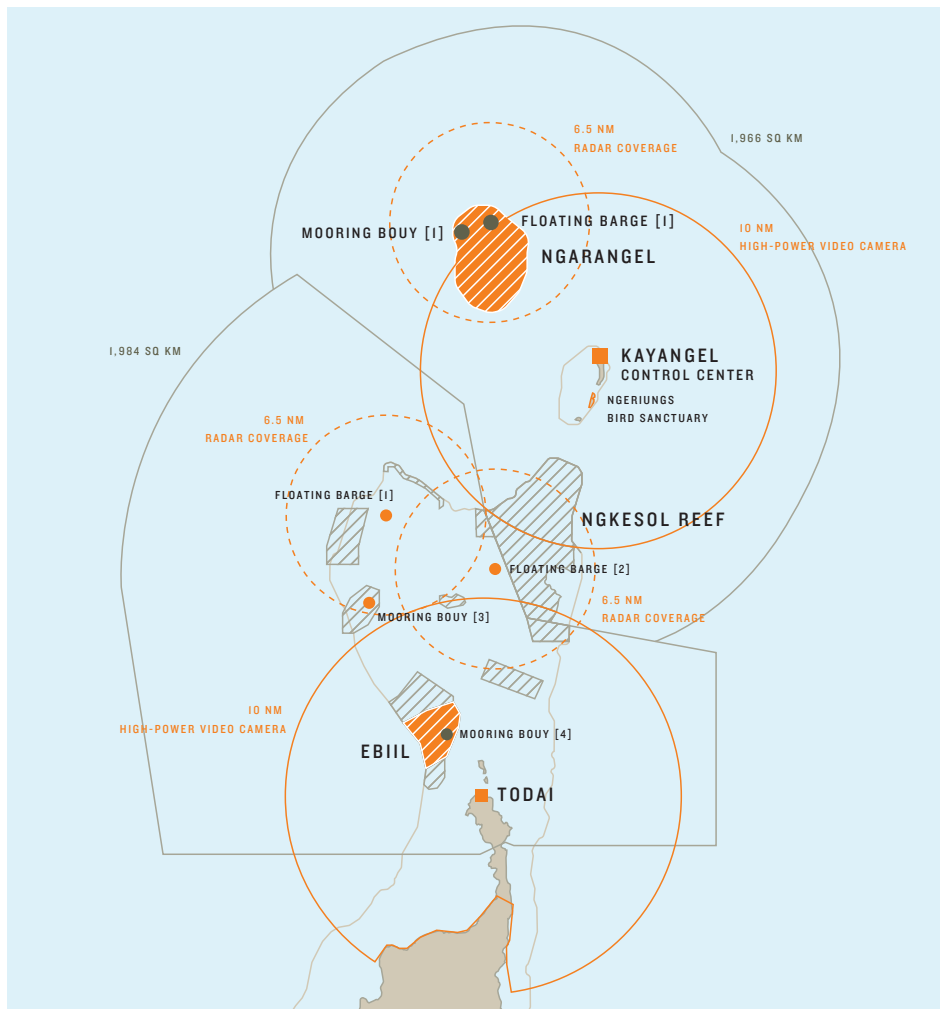 6.5 NM
RADAR COVERAGE
1,966 SQ KM
MOORING BOUY [1]
FLOATING BARGE [1]
10 NM
HIGH-POWER VIDEO CAMERA
NGARANGEL
1,984 SQ KM
KAYANGEL
CONTROL CENTER
NGERIUNGS
BIRD SANCTUARY
6.5 NM
RADAR COVERAGE
FLOATING BARGE [1]
NGKESOL REEF
FLOATING BARGE [2]
6.5 NM
RADAR COVERAGE
MOORING BOUY [3]
10 NM
HIGH-POWER VIDEO CAMERA
MOORING BOUY [4]
EBIIL
TODAI